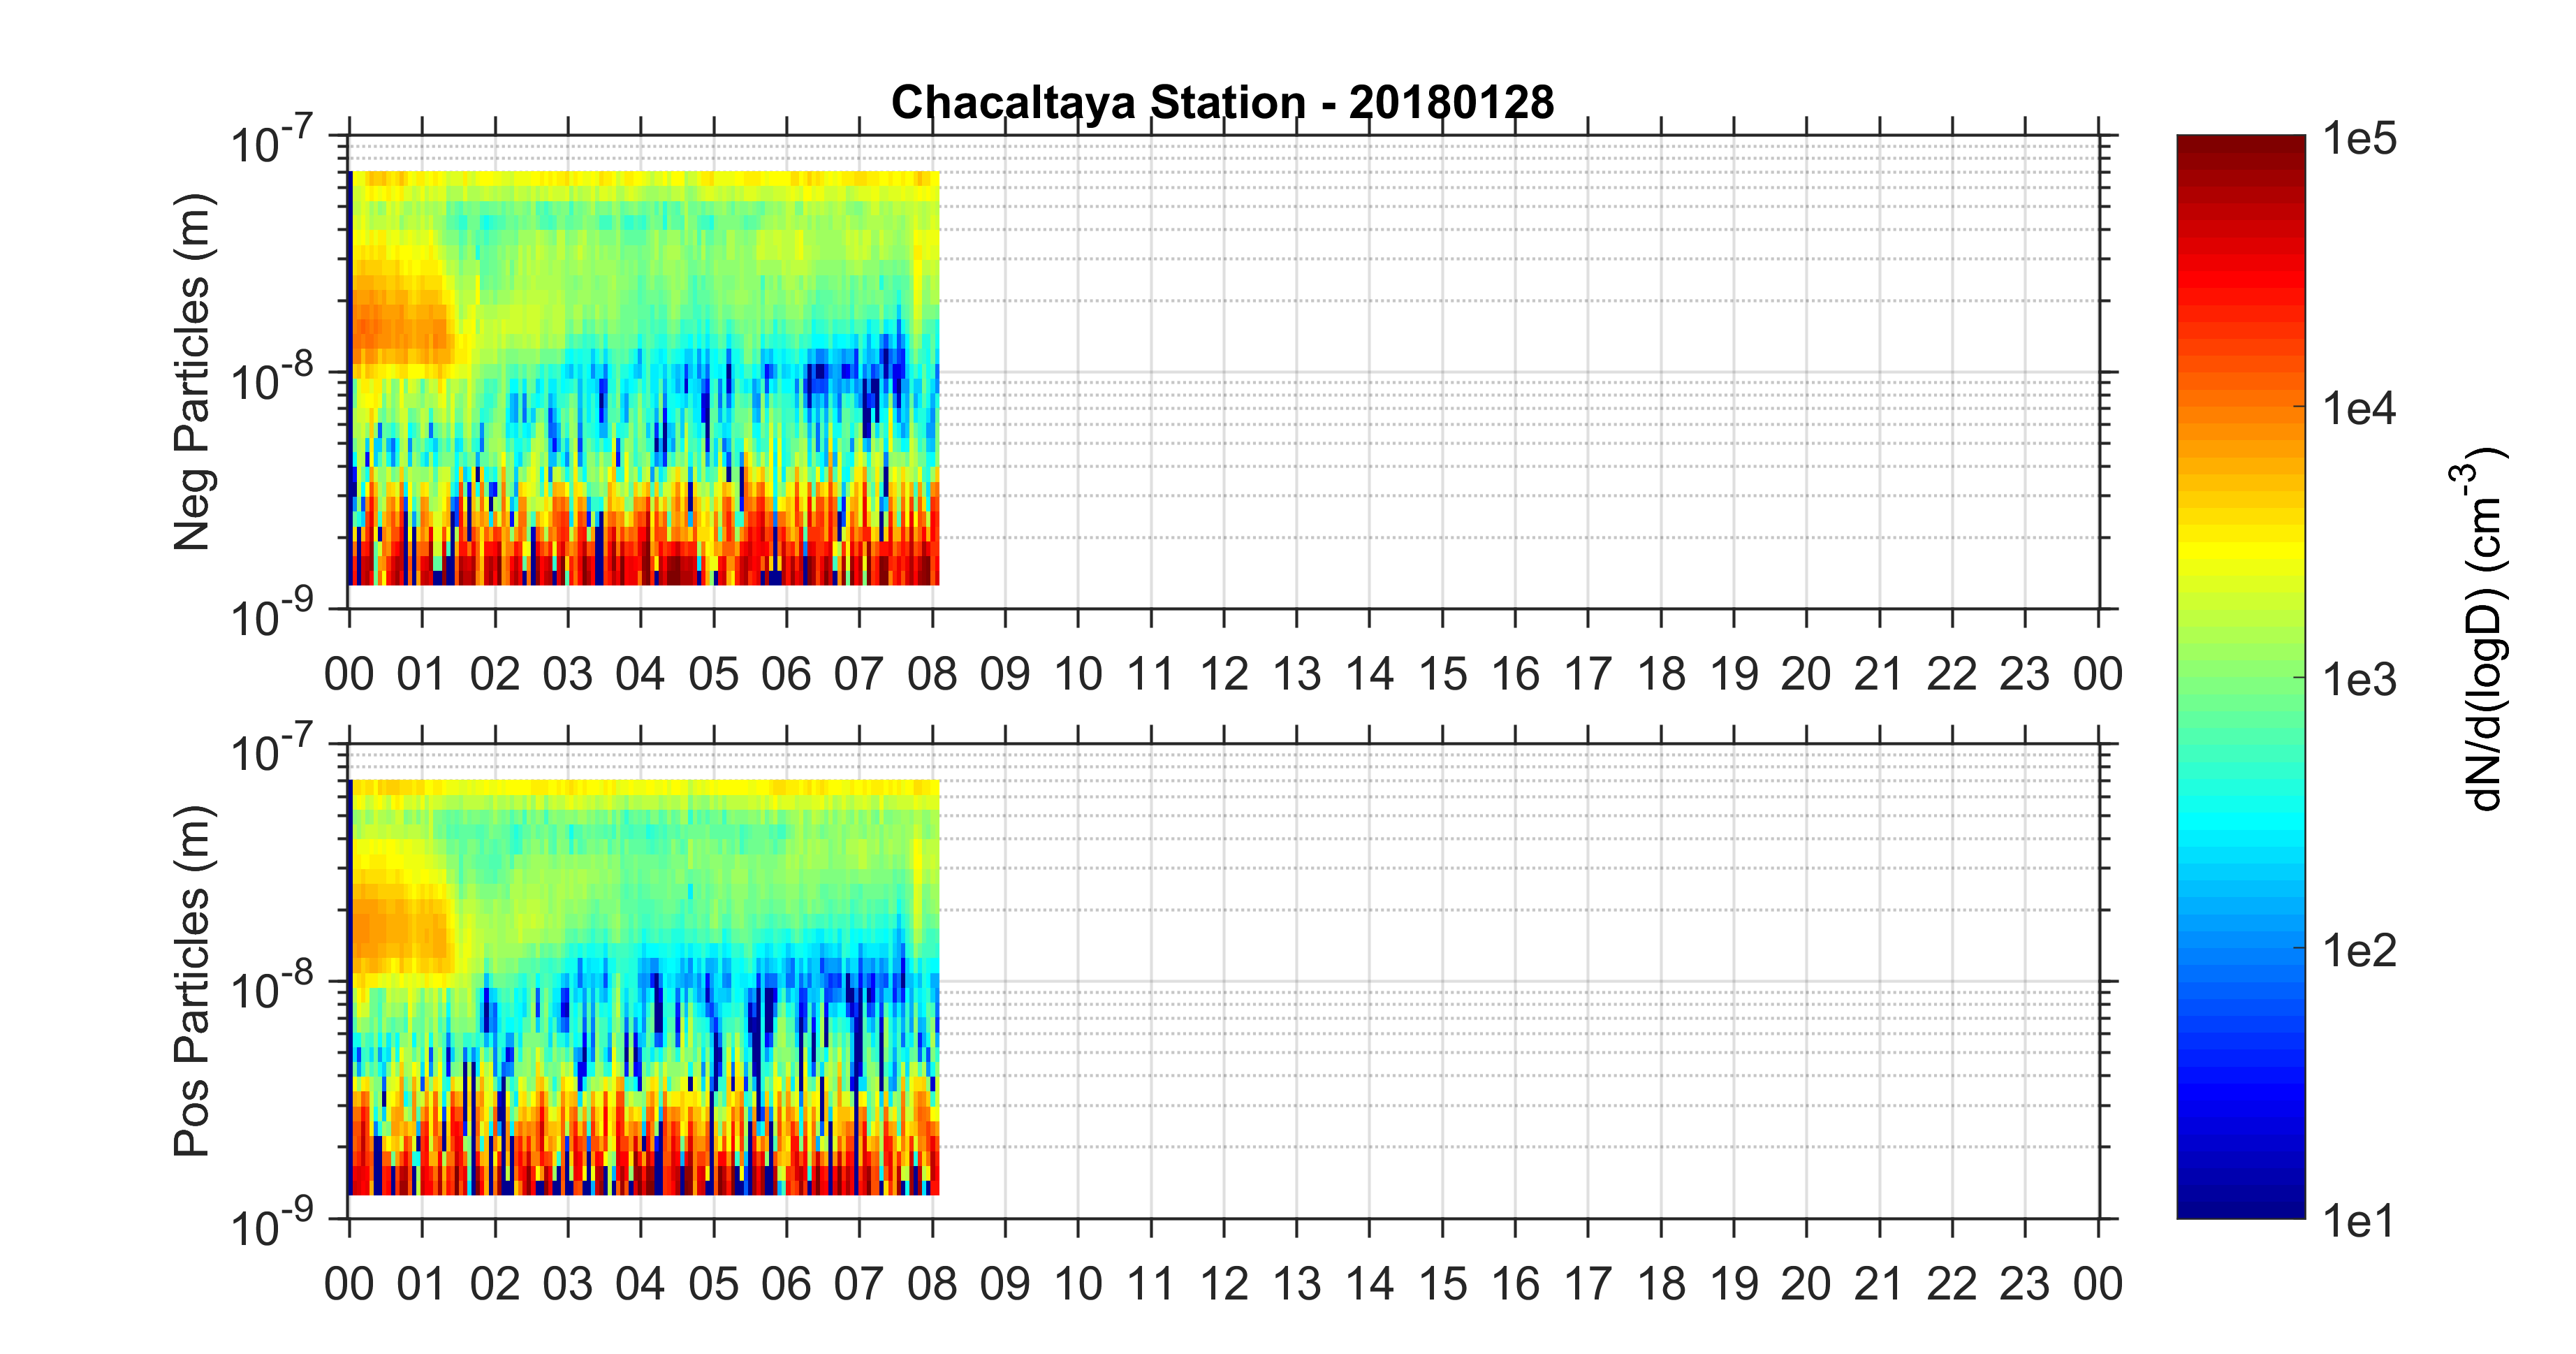 Chacaltaya Station - 20180128
Neg Particles (m)
10^-7
10^-8
10^-9
00 01 02 03 04 05 06 07 08 09 10 11 12 13 14 15 16 17 18 19 20 21 22 23 00
Pos Particles (m)
10^-7
10^-8
10^-9
00 01 02 03 04 05 06 07 08 09 10 11 12 13 14 15 16 17 18 19 20 21 22 23 00
1e5
1e4
1e3
1e2
1e1
dN/d(logD) (cm^-3)